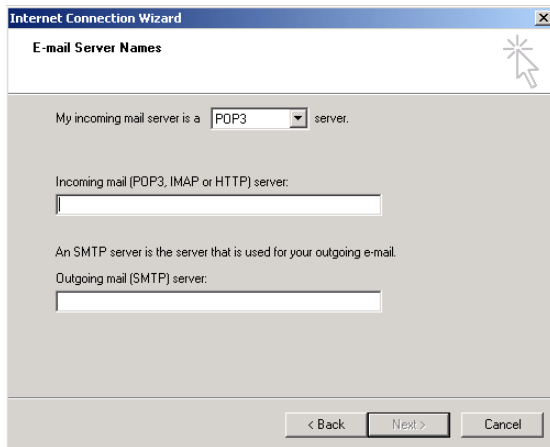 Internet Connection Wizard
E-mail Server Names
My incoming mail server is a POP3 server.
Incoming mail (POP3, IMAP or HTTP) server:
An SMTP server is the server that is used for your outgoing e-mail.
Outgoing mail (SMTP) server:
< Back Next > Cancel